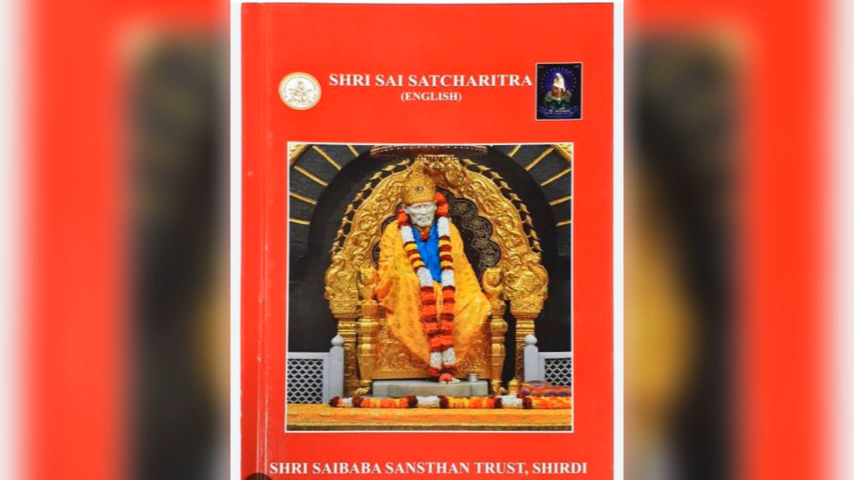 SHRI SAI SATCHARITRA
(ENGLISH)
SHRI SAIBABA SANSTHAN TRUST, SHIRDI